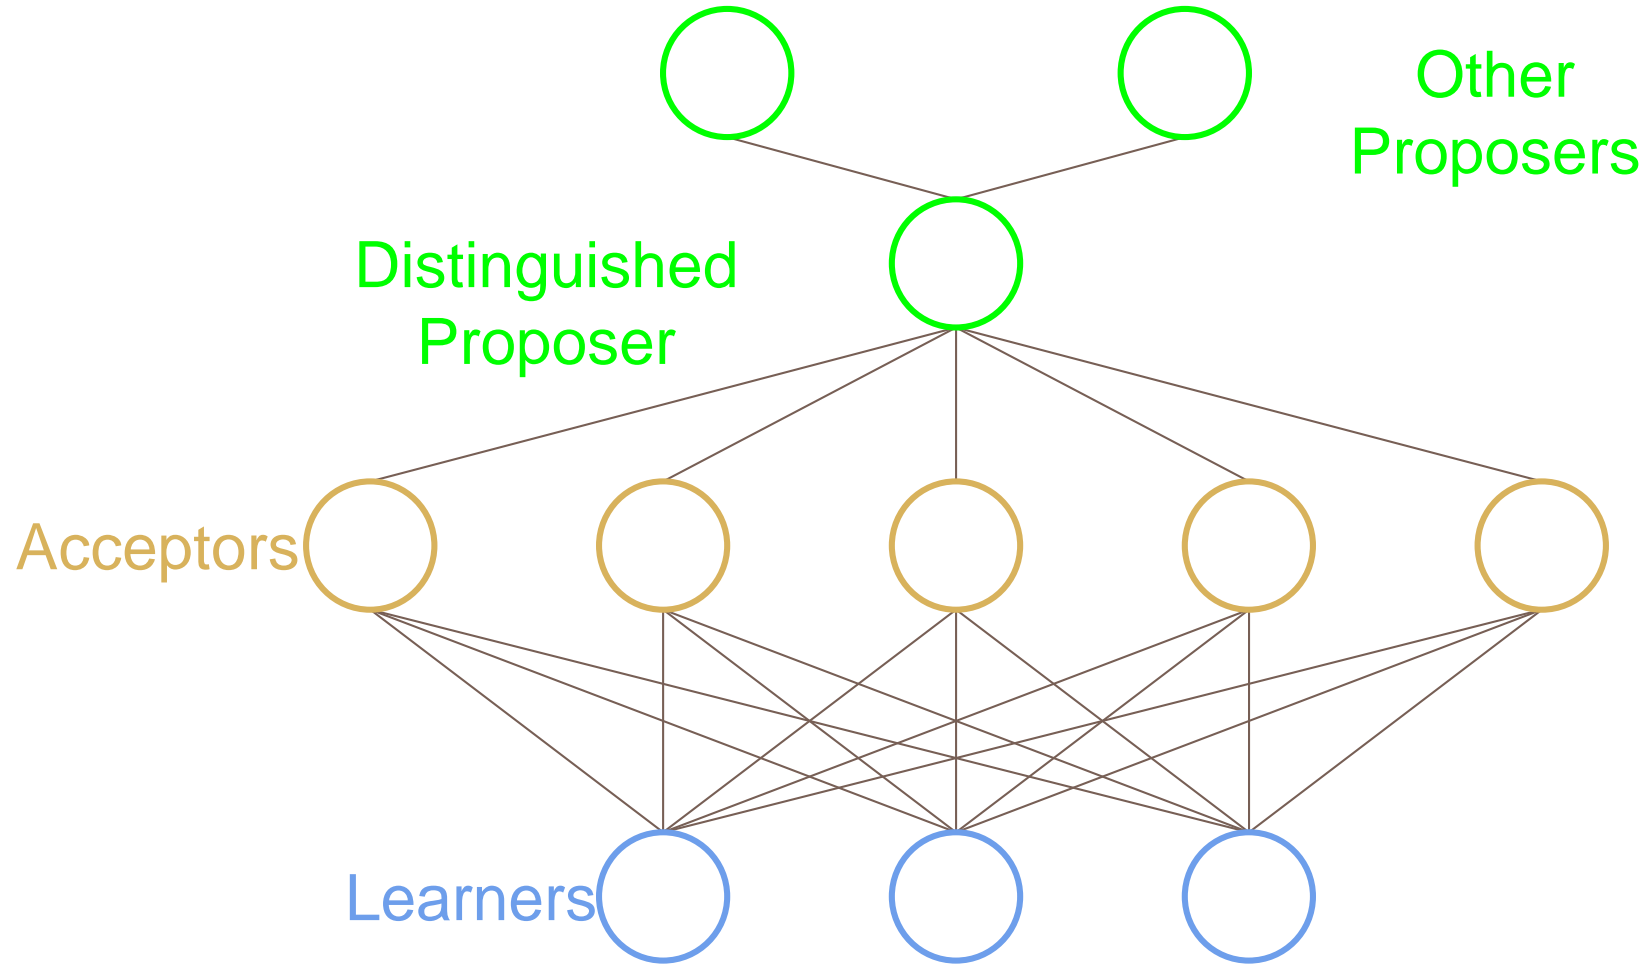 Other
Proposers
Distinguished
Proposer
Acceptors
Learners